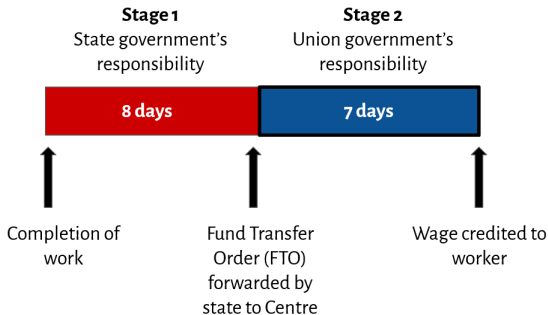 Stage 1
State government's
responsibility
Stage 2
Union government's
responsibility
8 days
7 days
Completion of
work
Fund Transfer
Order (FTO)
forwarded by
state to Centre
Wage credited to
worker